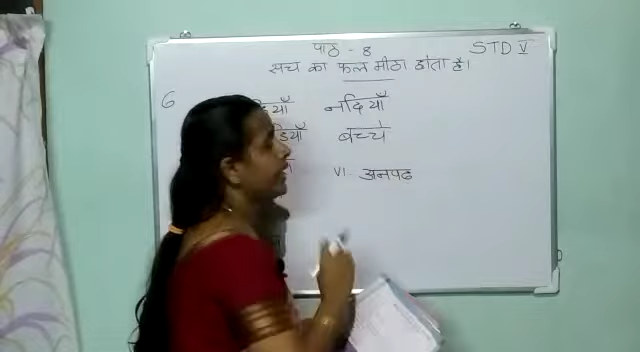 पाठ - 8 STD V
सच का फल मीठा होता है।
6 नदियाँ
बच्चे
VI. अनपढ